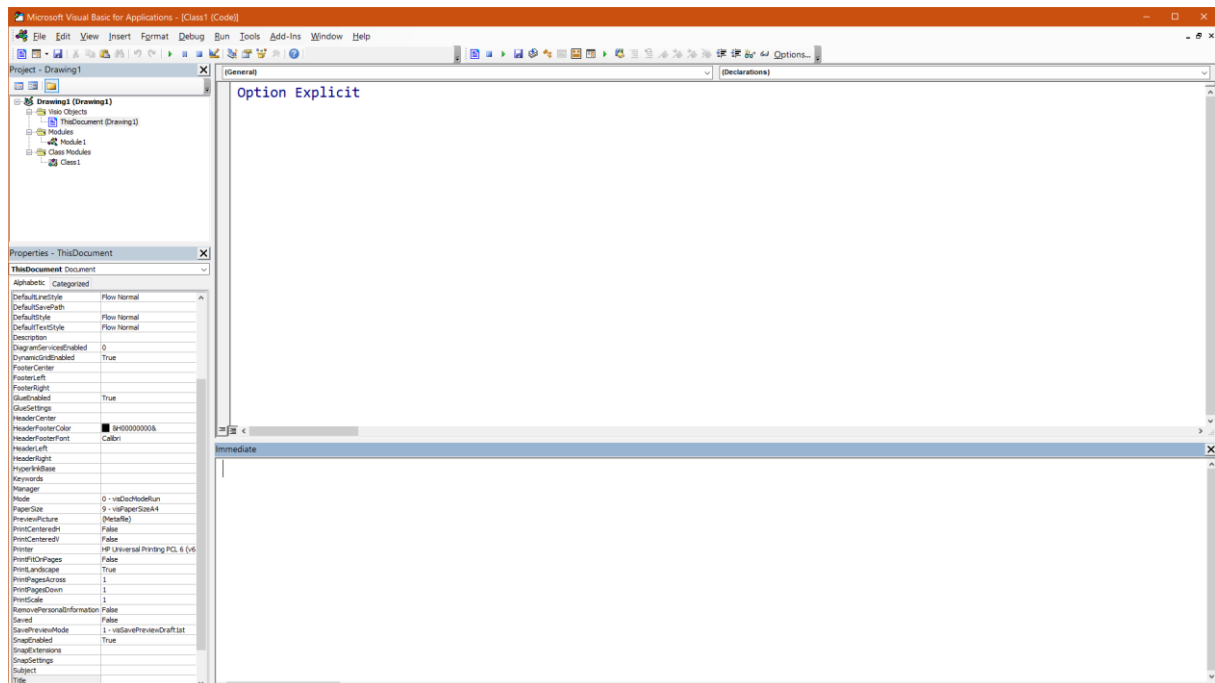 Microsoft Visual Basic for Applications - [Class1 (Code)]
File Edit View Insert Format Debug Run Tools Add-Ins Window Help
Options...
Project - Drawing1
Drawing1 (Drawing1)
Visio Objects
ThisDocument (Drawing1)
Modules
Module1
Class Modules
Class1
Properties - ThisDocument
ThisDocument Document
Alphabetic Categorized
DefaultLineStyle Flow Normal
DefaultSavePath
DefaultStyle Flow Normal
DefaultTextStyle Flow Normal
Description
DiagramServicesEnabled 0
DynamicGridEnabled True
FooterCenter
FooterLeft
FooterRight
GlueEnabled True
GlueSettings
HeaderCenter
HeaderFooterColor &H00000000&
HeaderFooterFont Calibri
HeaderLeft
HeaderRight
HyperlinkBase
Keywords
Manager
Mode 0 - visDocModeRun
PaperSize 9 - visPaperSizeA4
PreviewPicture (Metafile)
PrintCenteredH False
PrintCenteredV False
Printer HP Universal Printing PCL 6 (v6
PrintFitOnPages False
PrintLandscape True
PrintPagesAcross 1
PrintPagesDown 1
PrintScale 1
RemovePersonalInformation False
Saved False
SavePreviewMode 1 - visSavePreviewDraft1st
SnapEnabled True
SnapExtensions
SnapSettings
Subject
Title
(General) (Declarations)
Option Explicit
Immediate